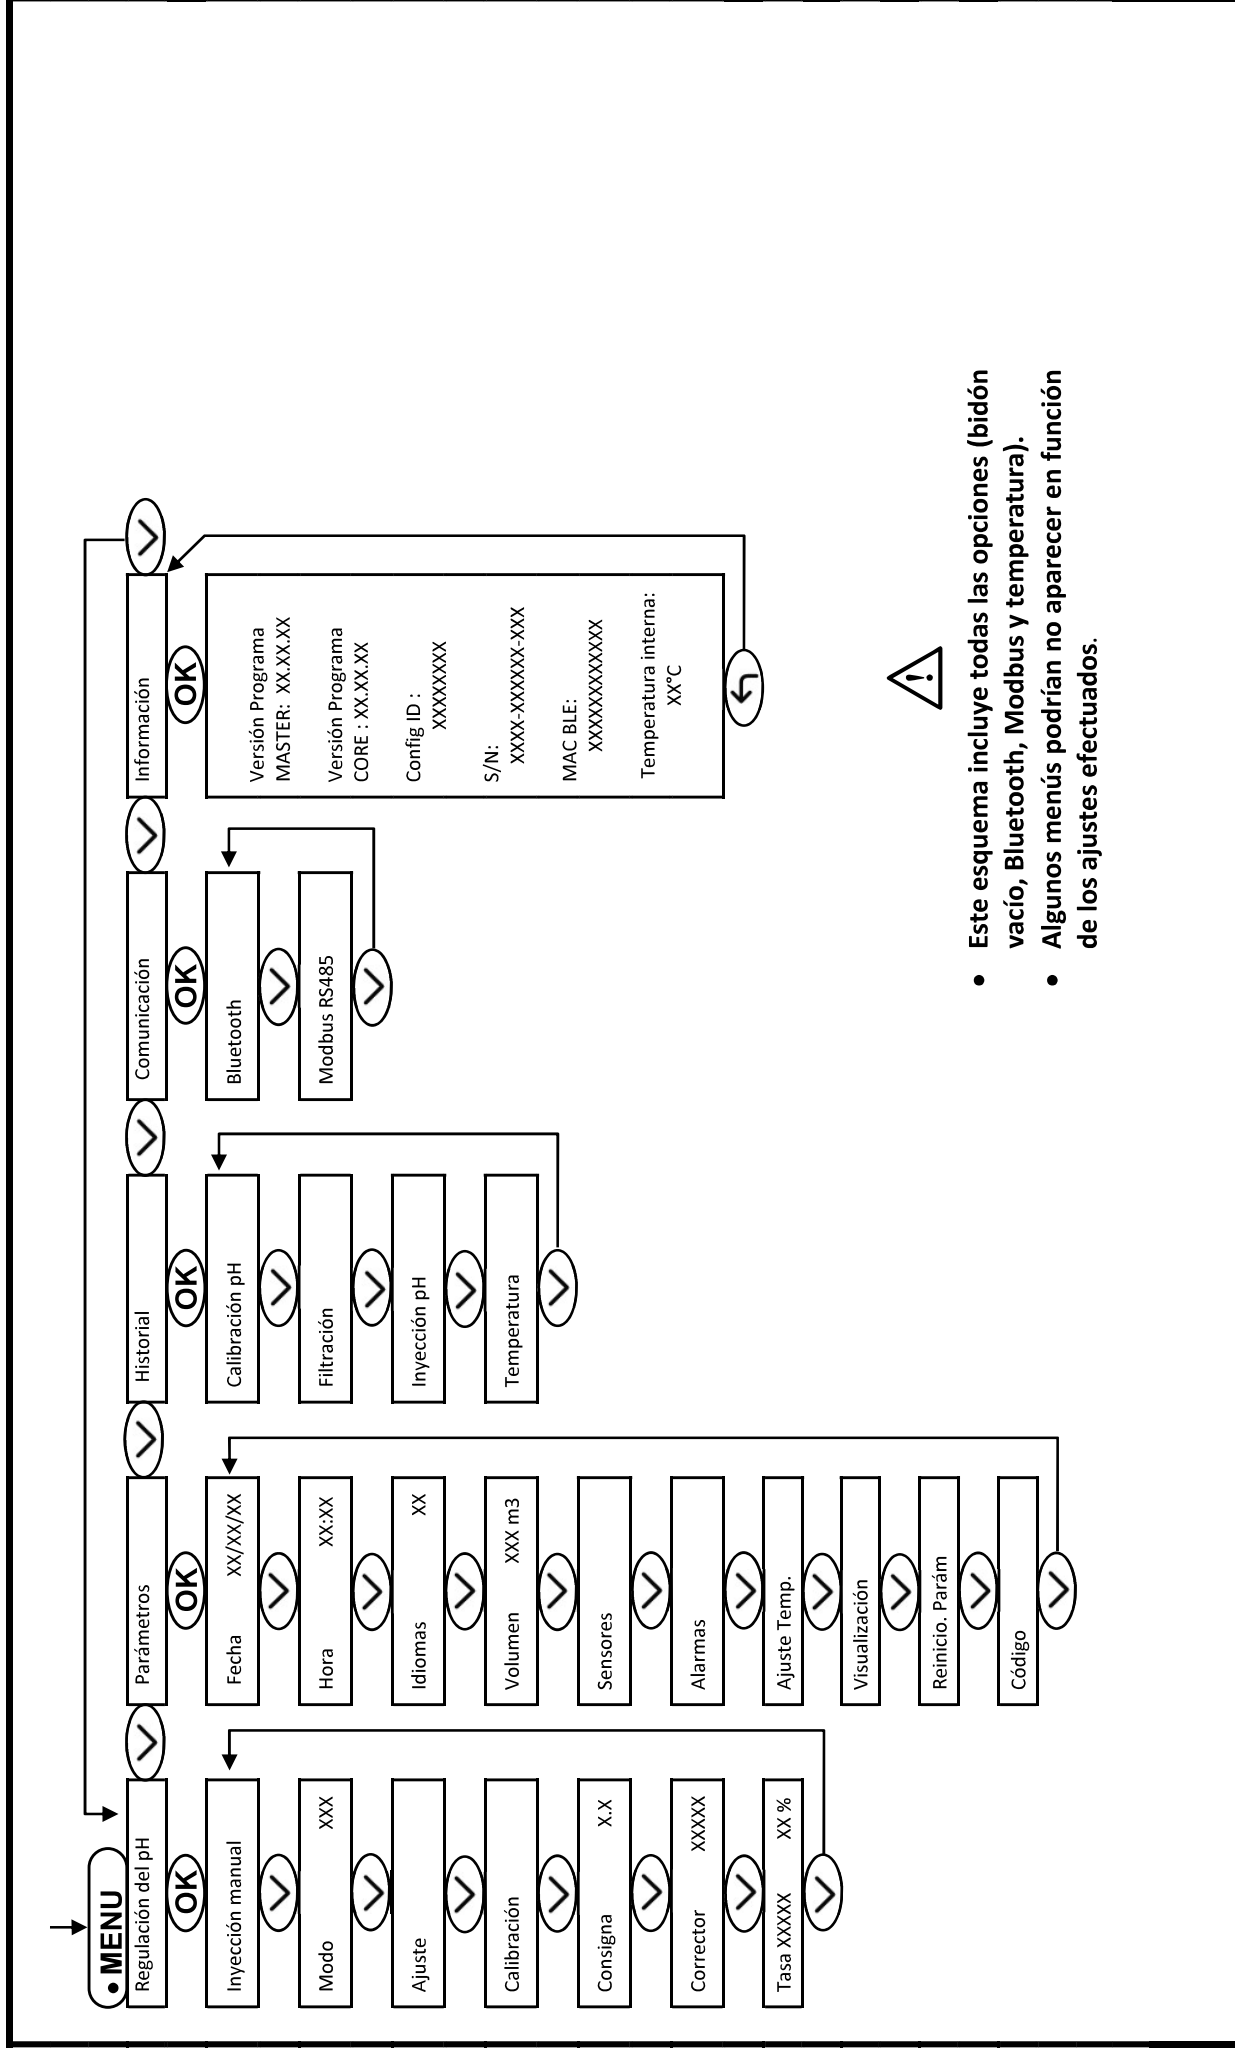 • MENU
Regulación del pH
OK
Inyección manual
Modo XXX
Ajuste
Calibración
Consigna X.X
Corrector XXXXX
Tasa XXXXX XX %
Parámetros
OK
Fecha XX/XX/XX
Hora XX:XX
Idiomas XX
Volumen XXX m3
Sensores
Alarmas
Ajuste Temp.
Visualización
Reinicio. Parám
Código
Historial
OK
Calibración pH
Filtración
Inyección pH
Temperatura
Comunicación
OK
Bluetooth
Modbus RS485
Información
OK
Versión Programa
MASTER: XX.XX.XX
Versión Programa
CORE : XX.XX.XX
Config ID :
XXXXXXXX
S/N:
XXXX-XXXXXX-XXX
MAC BLE:
XXXXXXXXXXXX
Temperatura interna:
XX°C
• Este esquema incluye todas las opciones (bidón
vacío, Bluetooth, Modbus y temperatura).
• Algunos menús podrían no aparecer en función
de los ajustes efectuados.